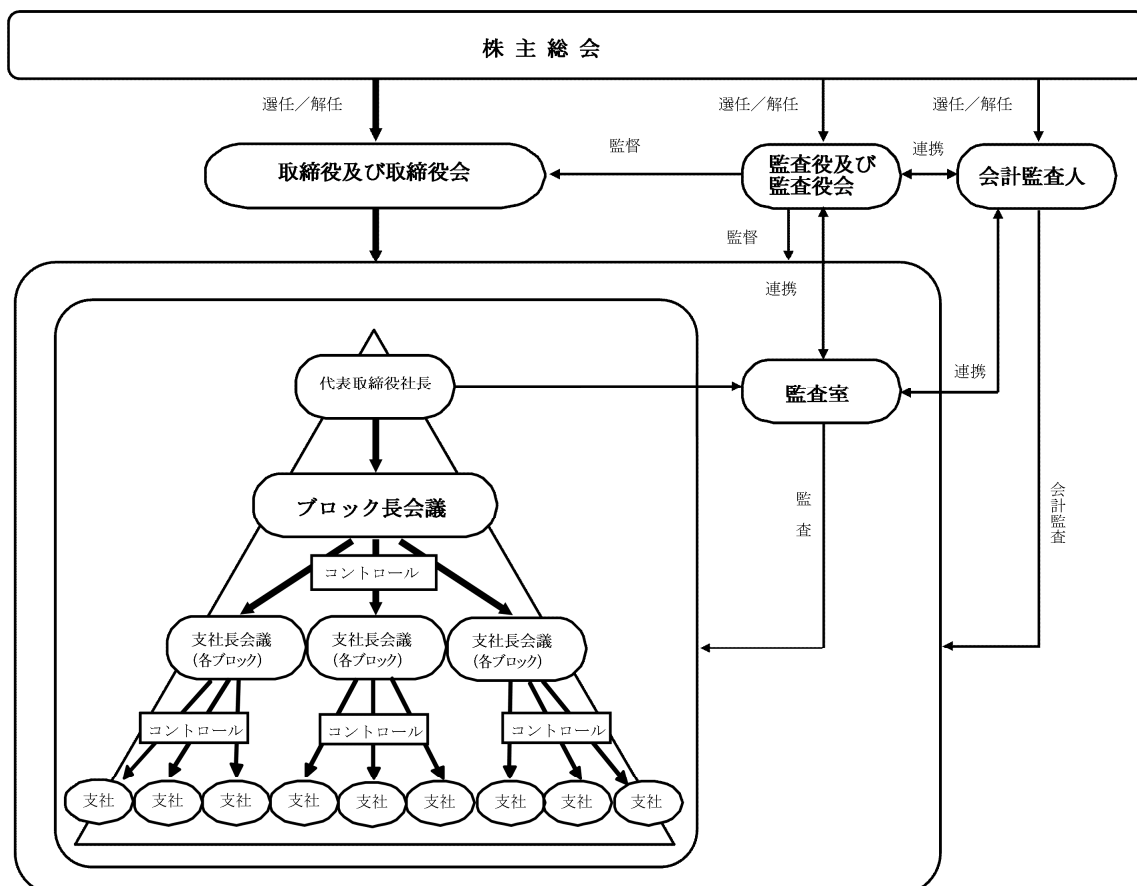 株 主 総 会
選任／解任
選任／解任
選任／解任
取締役及び取締役会
監督
監査役及び
監査役会
連携
会計監査人
監督
連携
代表取締役社長
監査室
連携
ブロック長会議
監
査
会計監査
コントロール
支社長会議
(各ブロック)
支社長会議
(各ブロック)
支社長会議
(各ブロック)
コントロール
コントロール
コントロール
支社
支社
支社
支社
支社
支社
支社
支社
支社